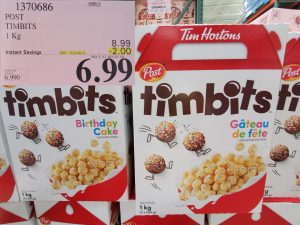 1370686
POST
TIMBITS
1 Kg
8.99
Instant Savings
-2.00
6.99
6.990
timbits
Birthday
Cake
1 kg
Tim Hortons
Post
timbits
Gâteau
de fête
1 kg
Post